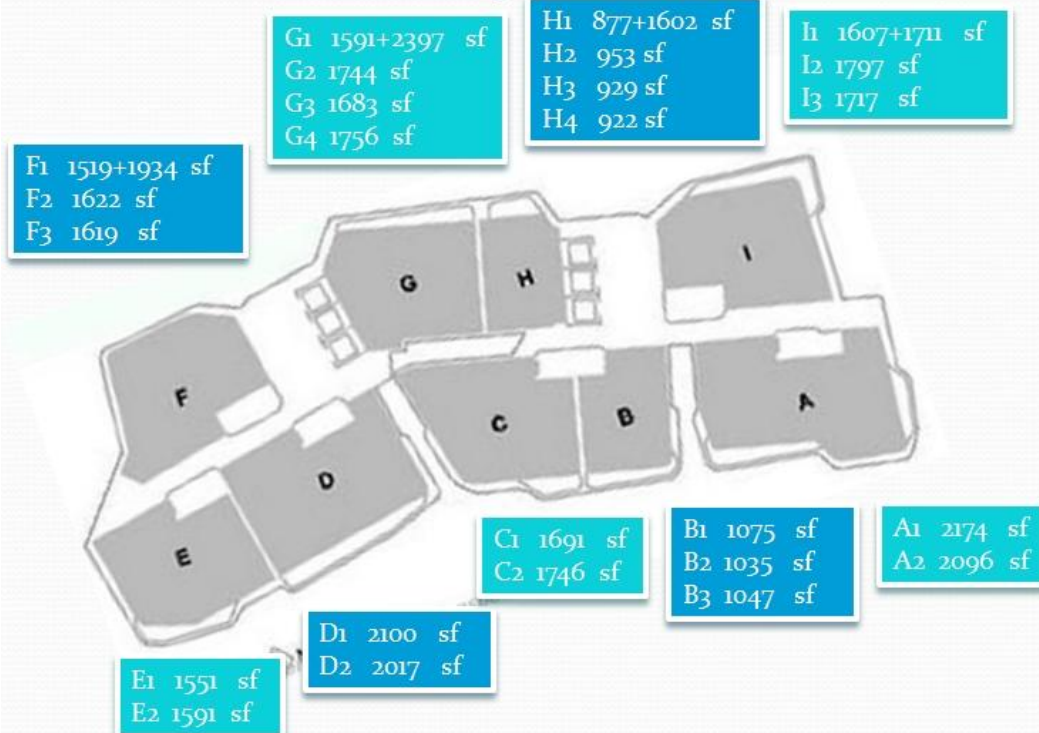 G1 1591+2397 sf
G2 1744 sf
G3 1683 sf
G4 1756 sf
H1 877+1602 sf
H2 953 sf
H3 929 sf
H4 922 sf
I1 1607+1711 sf
I2 1797 sf
I3 1717 sf
F1 1519+1934 sf
F2 1622 sf
F3 1619 sf
G
H
I
F
C
B
A
D
E
C1 1691 sf
C2 1746 sf
B1 1075 sf
B2 1035 sf
B3 1047 sf
A1 2174 sf
A2 2096 sf
D1 2100 sf
D2 2017 sf
E1 1551 sf
E2 1591 sf